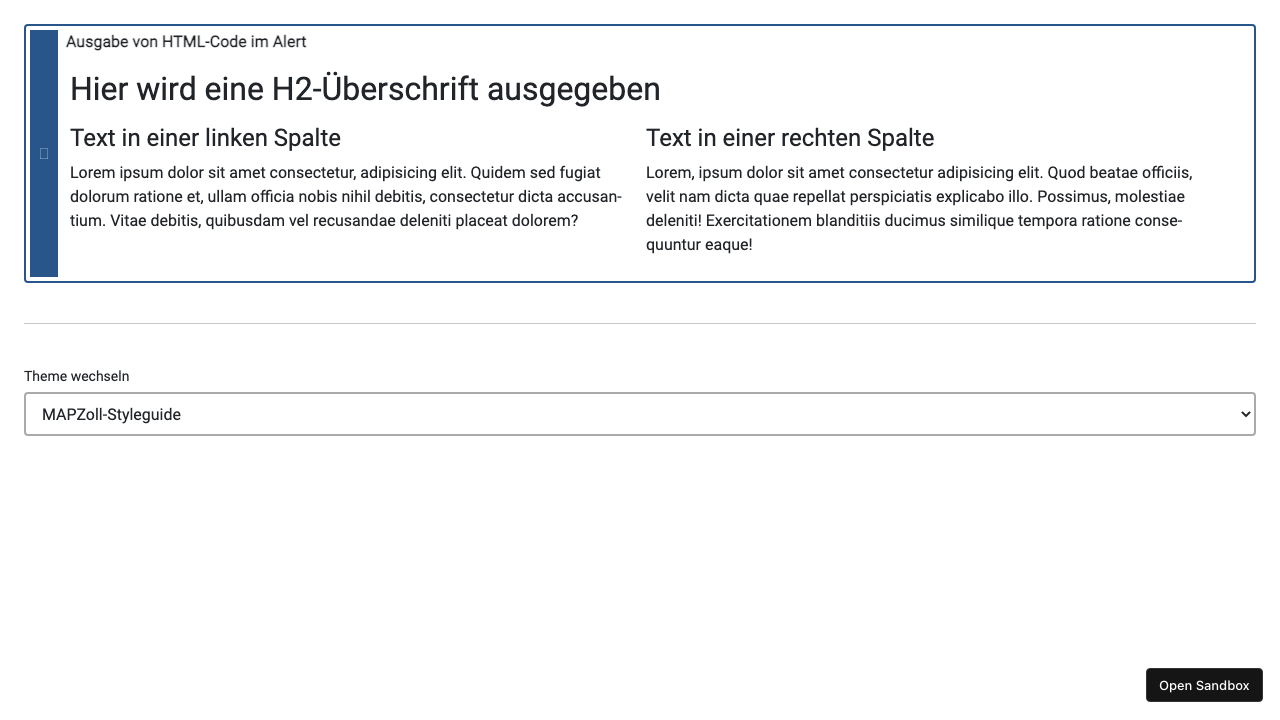 Ausgabe von HTML-Code im Alert
Hier wird eine H2-Überschrift ausgegeben
Text in einer linken Spalte
Lorem ipsum dolor sit amet consectetur, adipisicing elit. Quidem sed fugiat
dolorum ratione et, ullam officia nobis nihil debitis, consectetur dicta accusan-
tium. Vitae debitis, quibusdam vel recusandae deleniti placeat dolorem?
Text in einer rechten Spalte
Lorem, ipsum dolor sit amet consectetur adipisicing elit. Quod beatae officiis,
velit nam dicta quae repellat perspiciatis explicabo illo. Possimus, molestiae
deleniti! Exercitationem blanditiis ducimus similique tempora ratione conse-
quuntur eaque!
Theme wechseln
MAPZoll-Styleguide
Open Sandbox